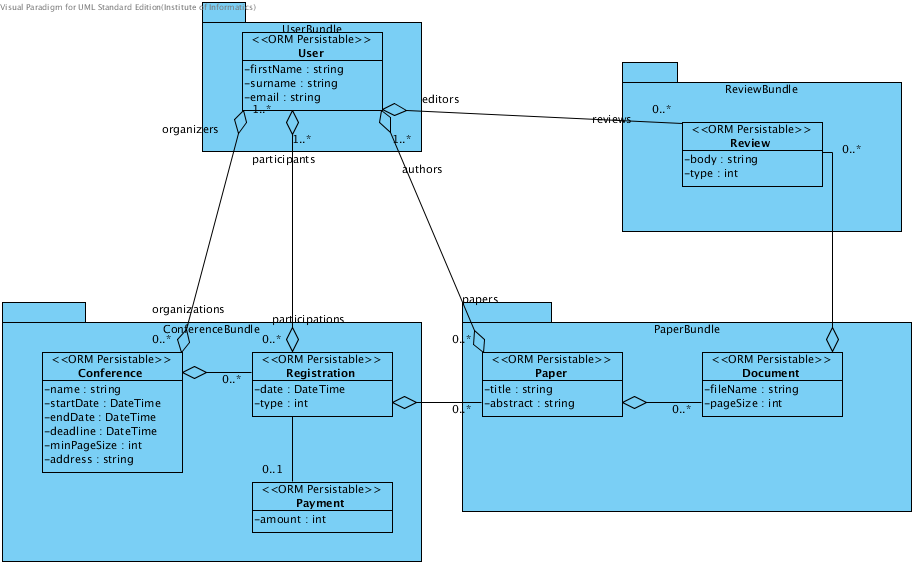 Visual Paradigm for UML Standard Edition(Institute of Informatics)
UserBundle
<<ORM Persistable>>
User
-firstName : string
-surname : string
-email : string
1..*
1..*
1..*
organizers
participants
authors
editors
reviews
0..*
ReviewBundle
<<ORM Persistable>>
Review
-body : string
-type : int
0..*
organizations
participations
papers
ConferenceBundle
0..*
0..*
<<ORM Persistable>>
Conference
-name : string
-startDate : DateTime
-endDate : DateTime
-deadline : DateTime
-minPageSize : int
-address : string
0..*
<<ORM Persistable>>
Registration
-date : DateTime
-type : int
0..1
<<ORM Persistable>>
Payment
-amount : int
PaperBundle
0..*
0..*
<<ORM Persistable>>
Paper
-title : string
-abstract : string
0..*
<<ORM Persistable>>
Document
-fileName : string
-pageSize : int